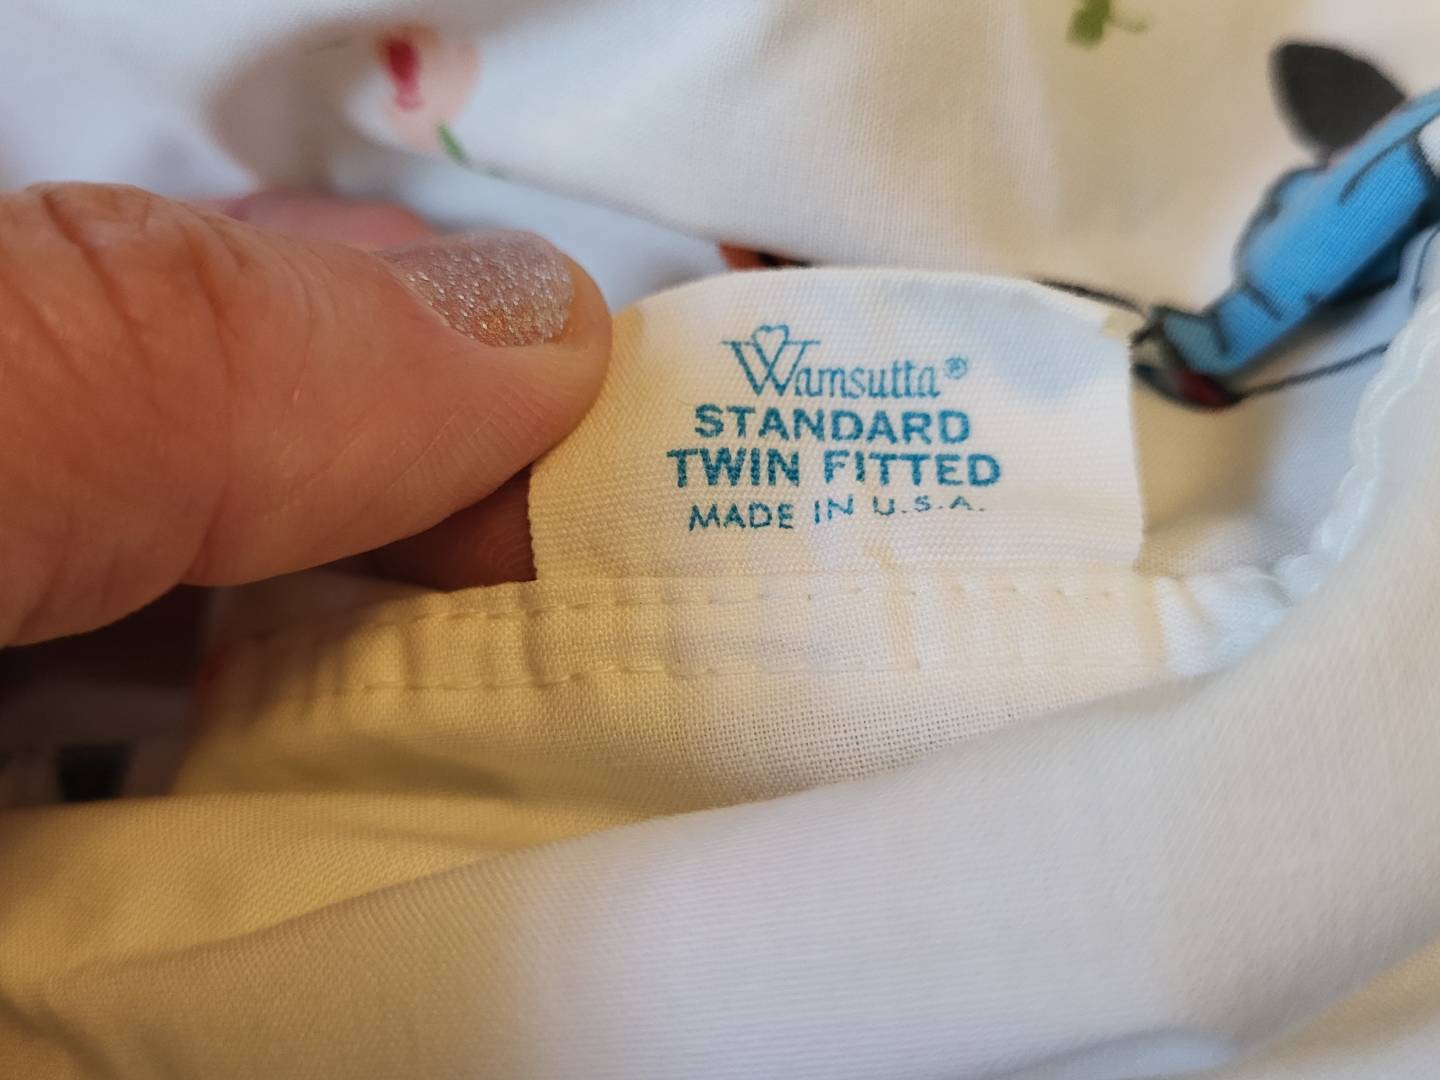 Wamsutta®
STANDARD
TWIN FITTED
MADE IN U.S.A.